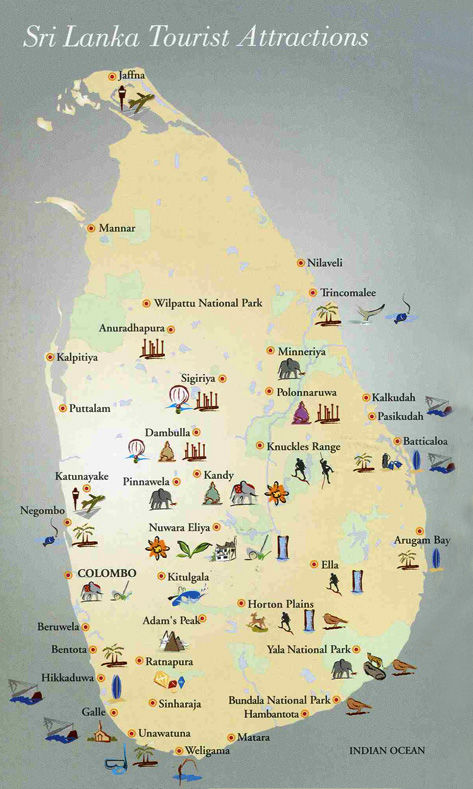 Sri Lanka Tourist Attractions
Jaffna
Mannar
Nilaveli
Trincomalee
Wilpattu National Park
Anuradhapura
Kalpitiya
Minneriya
Sigiriya
Polonnaruwa
Kalkudah
Puttalam
Pasikudah
Dambulla
Batticaloa
Knuckles Range
Katunayake
Pinnawela
Kandy
Negombo
Nuwara Eliya
Arugam Bay
Ella
COLOMBO
Kitulgala
Horton Plains
Adam's Peak
Beruwela
Bentota
Yala National Park
Ratnapura
Hikkaduwa
Bundala National Park
Sinharaja
Galle
Hambantota
Unawatuna
Matara
Weligama
INDIAN OCEAN